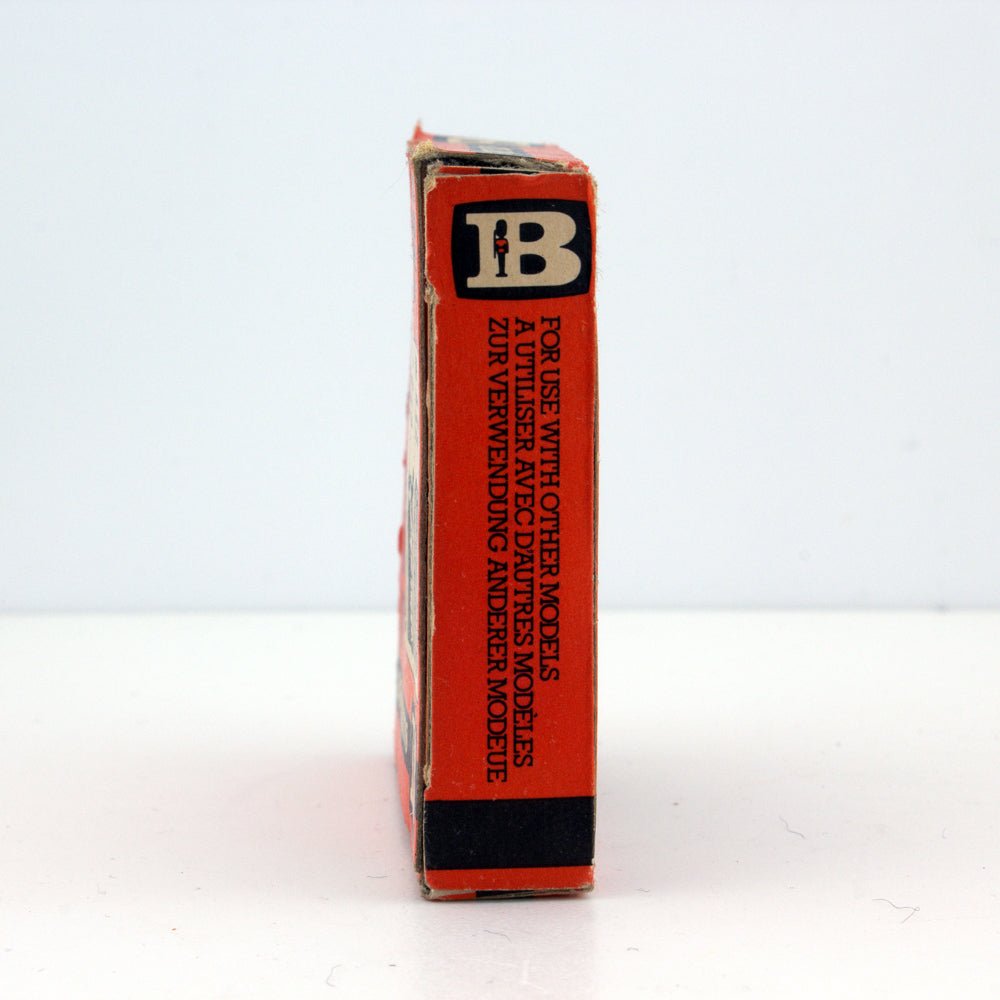 B
FOR USE WITH OTHER MODELS
A UTILISER AVEC D'AUTRES MODÈLES
ZUR VERWENDUNG ANDERER MODEUE